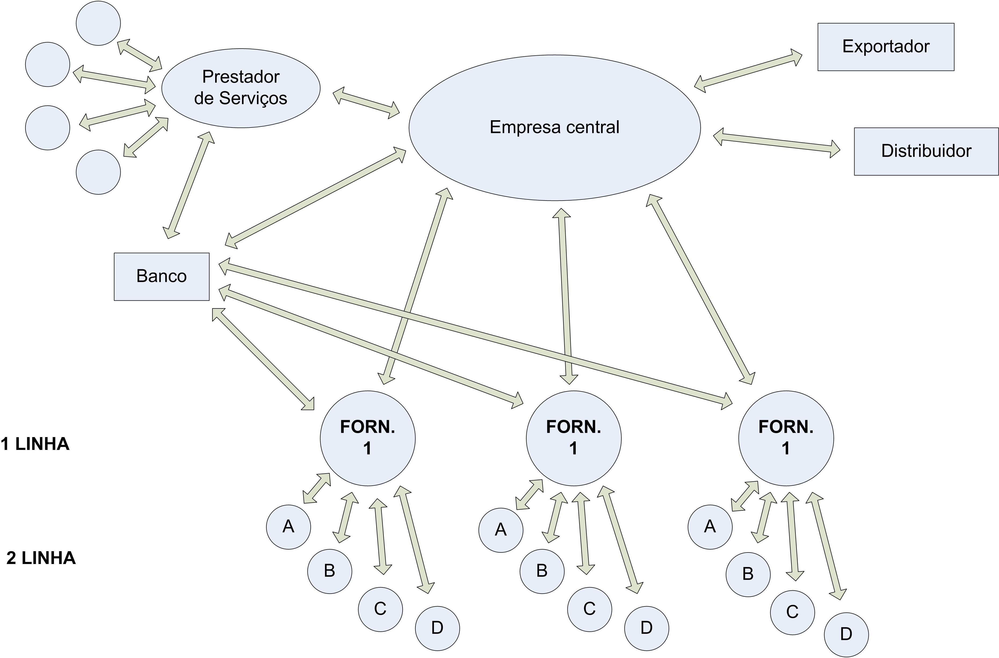 Exportador
Prestador
de Serviços
Empresa central
Distribuidor
Banco
1 LINHA
FORN.
1
FORN.
1
FORN.
1
2 LINHA
A
B
C
D
A
B
C
D
A
B
C
D